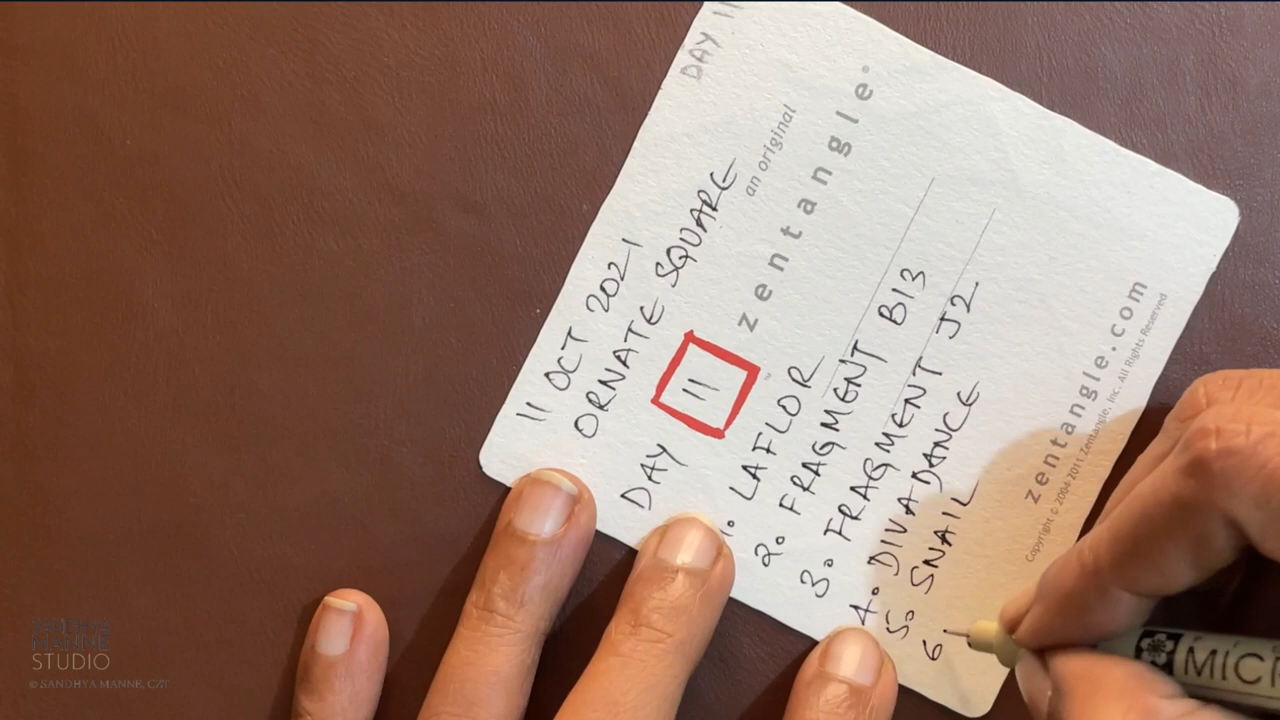 DAY 11
11 OCT 2021
ORNATE SQUARE
an original
DAY 11
zentangle®
™
1. LAFLOR
2. FRAGMENT B13
3. FRAGMENT J2
4. DIVADANCE
5. SNAIL
6
zentangle.com
Copyright © 2004-2011 Zentangle, Inc. All Rights Reserved
MICR
SANDHYA
MANNE
STUDIO
© SANDHYA MANNE, CZT